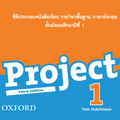 ซีดีประกอบหนังสือเรียน รายวิชาพื้นฐาน ภาษาอังกฤษ
ชั้นมัธยมศึกษาปีที่ 1
Project
Third edition
1
OXFORD
Tom Hutchinson